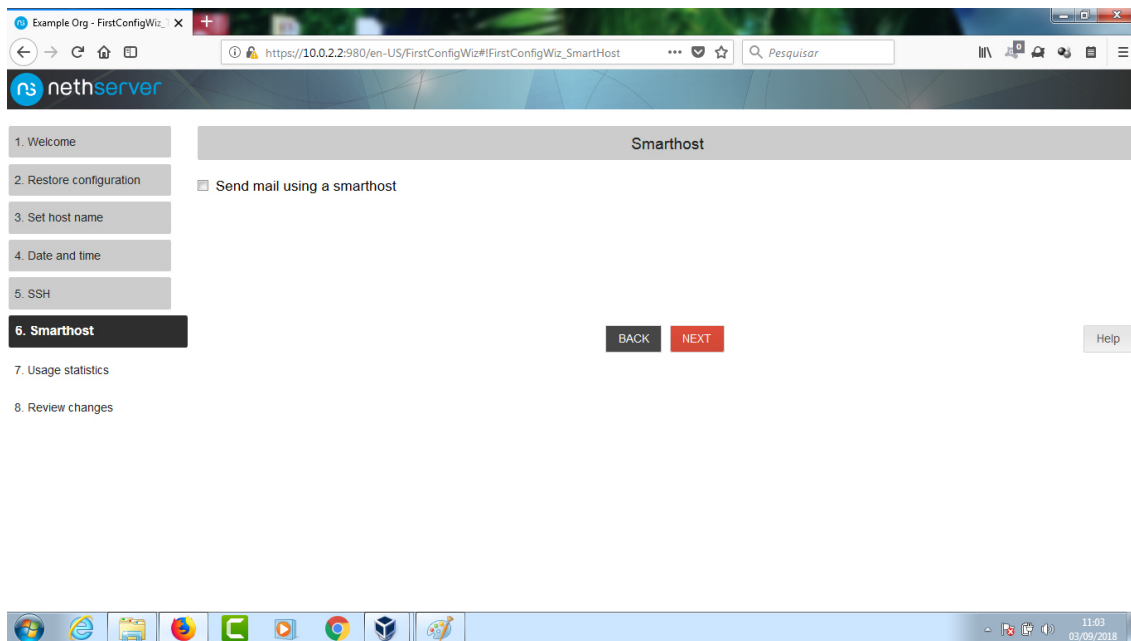 Example Org - FirstConfigWiz_
https://10.0.2.2:980/en-US/FirstConfigWiz#!FirstConfigWiz_SmartHost
Pesquisar
0
ns nethserver
1. Welcome
2. Restore configuration
3. Set host name
4. Date and time
5. SSH
6. Smarthost
7. Usage statistics
8. Review changes
Smarthost
Send mail using a smarthost
BACK NEXT
Help
11:03
03/09/2018